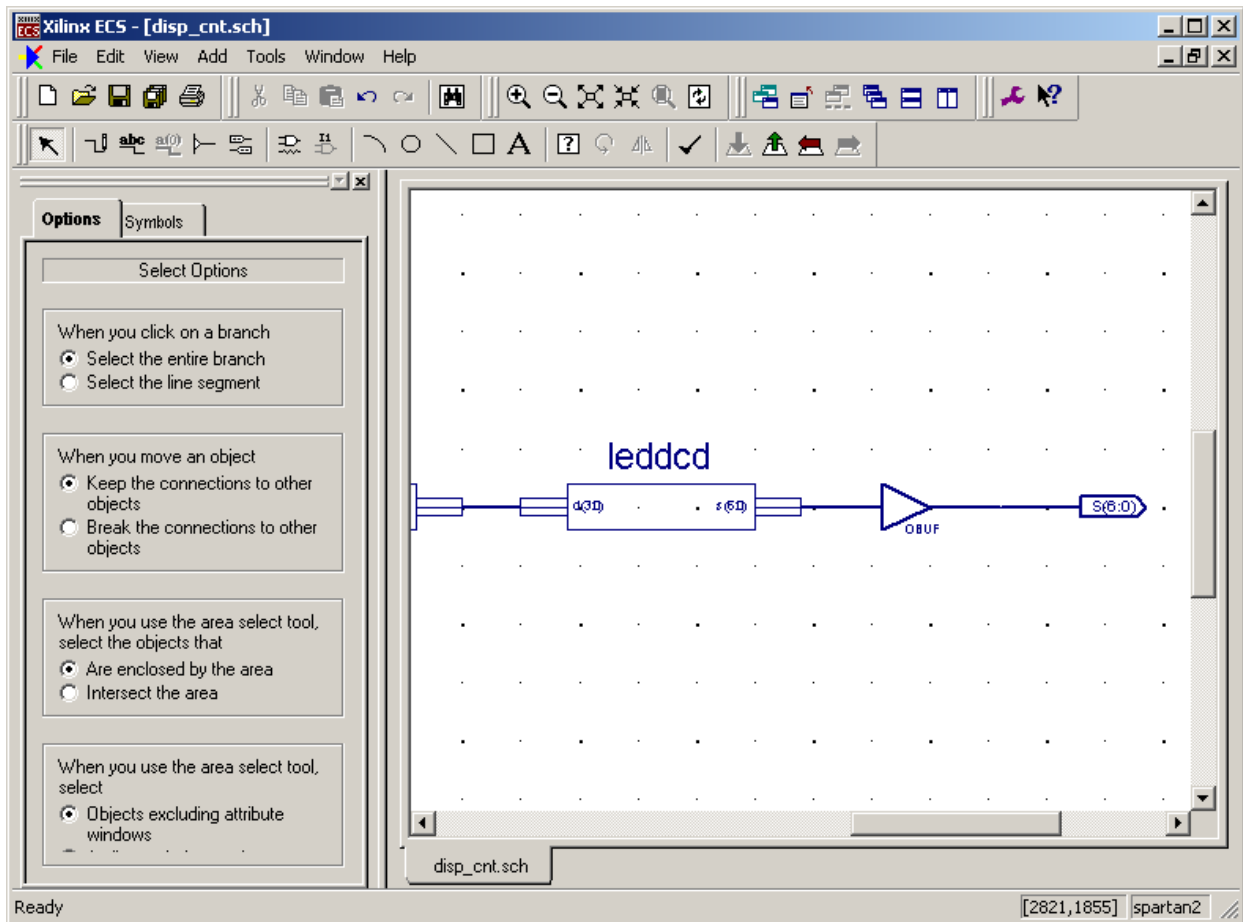 Xilinx ECS - [disp_cnt.sch]
File Edit View Add Tools Window Help
Options
Symbols
Select Options
When you click on a branch
Select the entire branch
Select the line segment
When you move an object
Keep the connections to other
objects
Break the connections to other
objects
When you use the area select tool,
select the objects that
Are enclosed by the area
Intersect the area
When you use the area select tool,
select
Objects excluding attribute
windows
leddcd
d(3:0)
s(6:0)
OBUF
S(6:0)
disp_cnt.sch
Ready
[2821,1855]
spartan2